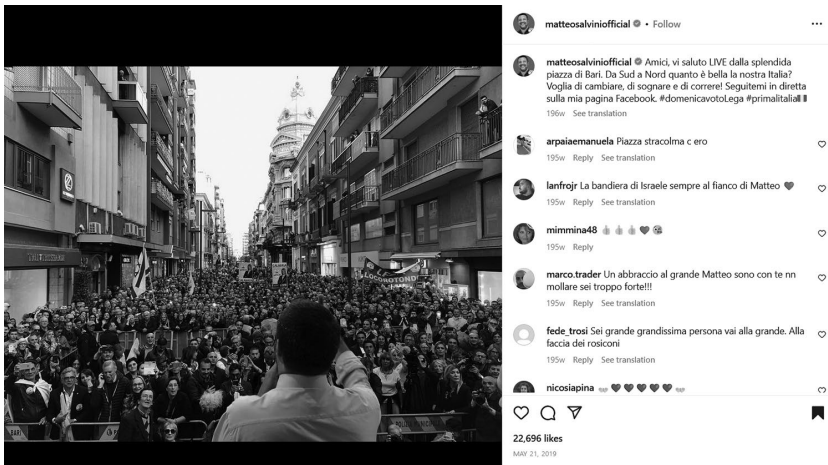 matteosalviniofficial • Follow
matteosalviniofficial Amici, vi saluto LIVE dalla splendida
piazza di Bari. Da Sud a Nord quanto è bella la nostra Italia?
Voglia di cambiare, di sognare e di correre! Seguitemi in diretta
sulla mia pagina Facebook. #domenicavotoLega #primalitalia
196w See translation
arpaiaemanuela Piazza stracolma c ero
195w Reply See translation
lanfrojr La bandiera di Israele sempre al fianco di Matteo 🖤
195w Reply See translation
mimmina48 👍👍👍🖤😘
195w Reply
marco.trader Un abbraccio al grande Matteo sono con te nn
mollare sei troppo forte!!!
195w Reply See translation
fede_trosi Sei grande grandissima persona vai alla grande. Alla
faccia dei rosiconi
195w Reply See translation
nicosiapina 🖤🖤🖤🖤🖤
22,696 likes
MAY 21, 2019
LOCOROTONDO
BARI